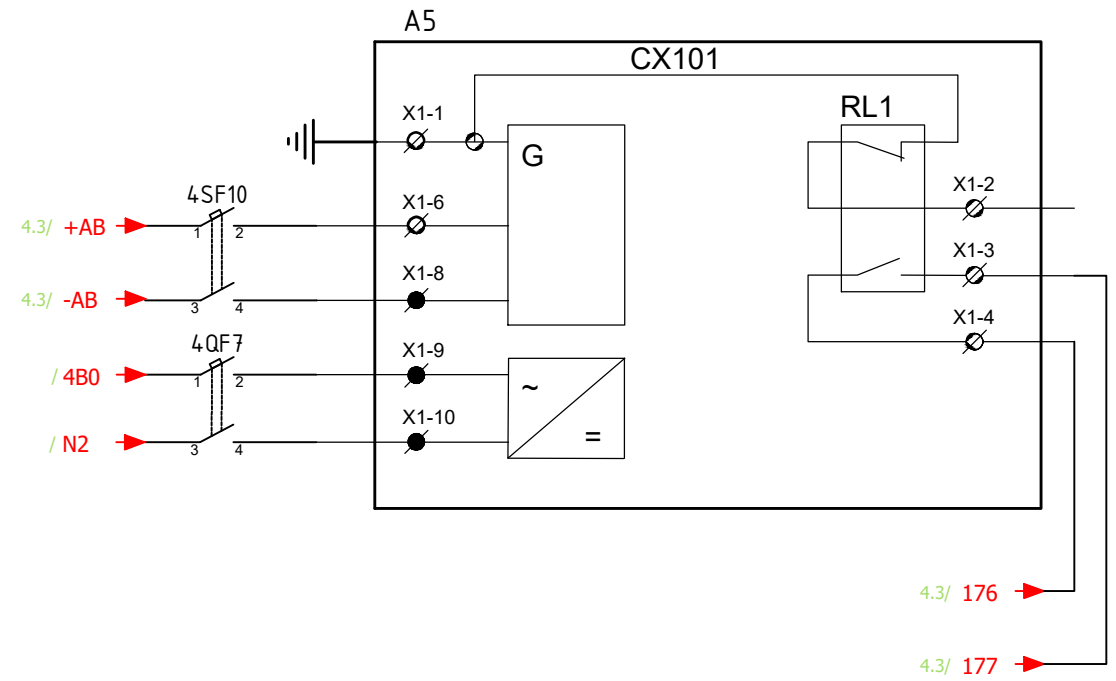 A5
CX101
X1-1
RL1
G
4SF10
X1-6
X1-2
4.3/ +AB
1
2
X1-8
X1-3
4.3/ -AB
3
4
X1-4
4QF7
X1-9
/ 4B0
1
2
~
X1-10
=
/ N2
3
4
4.3/ 176
4.3/ 177